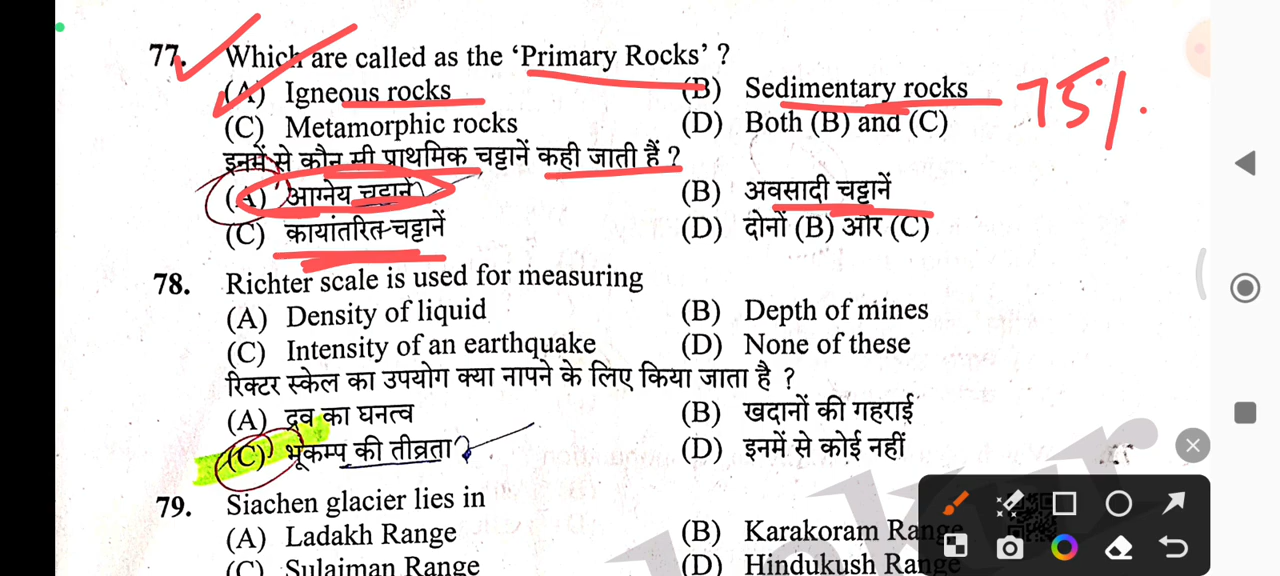 77. Which are called as the ‘Primary Rocks’ ?
(A) Igneous rocks (B) Sedimentary rocks 75%
(C) Metamorphic rocks (D) Both (B) and (C)
इनमें से कौन सी प्राथमिक चट्टानें कही जाती हैं ?
(A) आग्नेय चट्टानें (B) अवसादी चट्टानें
(C) कायांतरित चट्टानें (D) दोनों (B) और (C)
78. Richter scale is used for measuring
(A) Density of liquid (B) Depth of mines
(C) Intensity of an earthquake (D) None of these
रिक्टर स्केल का उपयोग क्या नापने के लिए किया जाता है ?
(A) द्रव का घनत्व (B) खदानों की गहराई
(C) भूकम्प की तीव्रता (D) इनमें से कोई नहीं
79. Siachen glacier lies in
(A) Ladakh Range (B) Karakoram Range
(C) Sulaiman Range (D) Hindukush Range